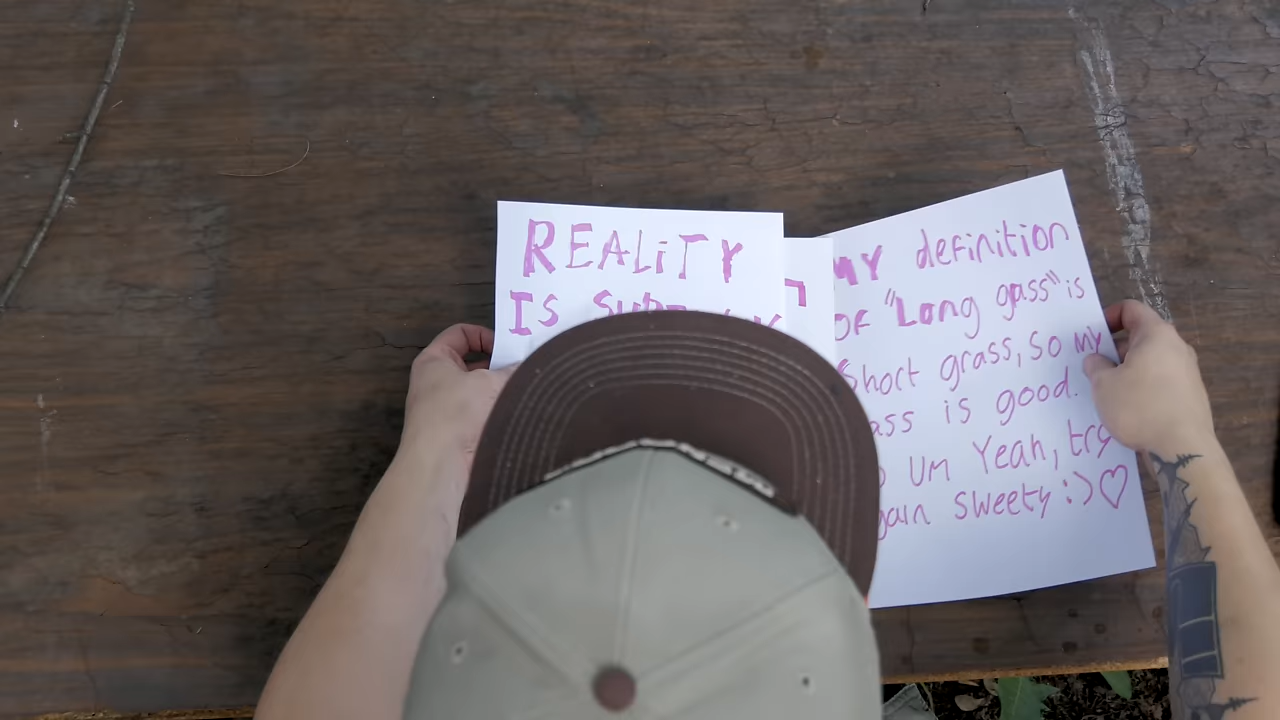 REALITY
IS
MY definition
OF "Long gass" is
Short grass, so my
ass is good.
UM Yeah, try
gain sweety :) ♡